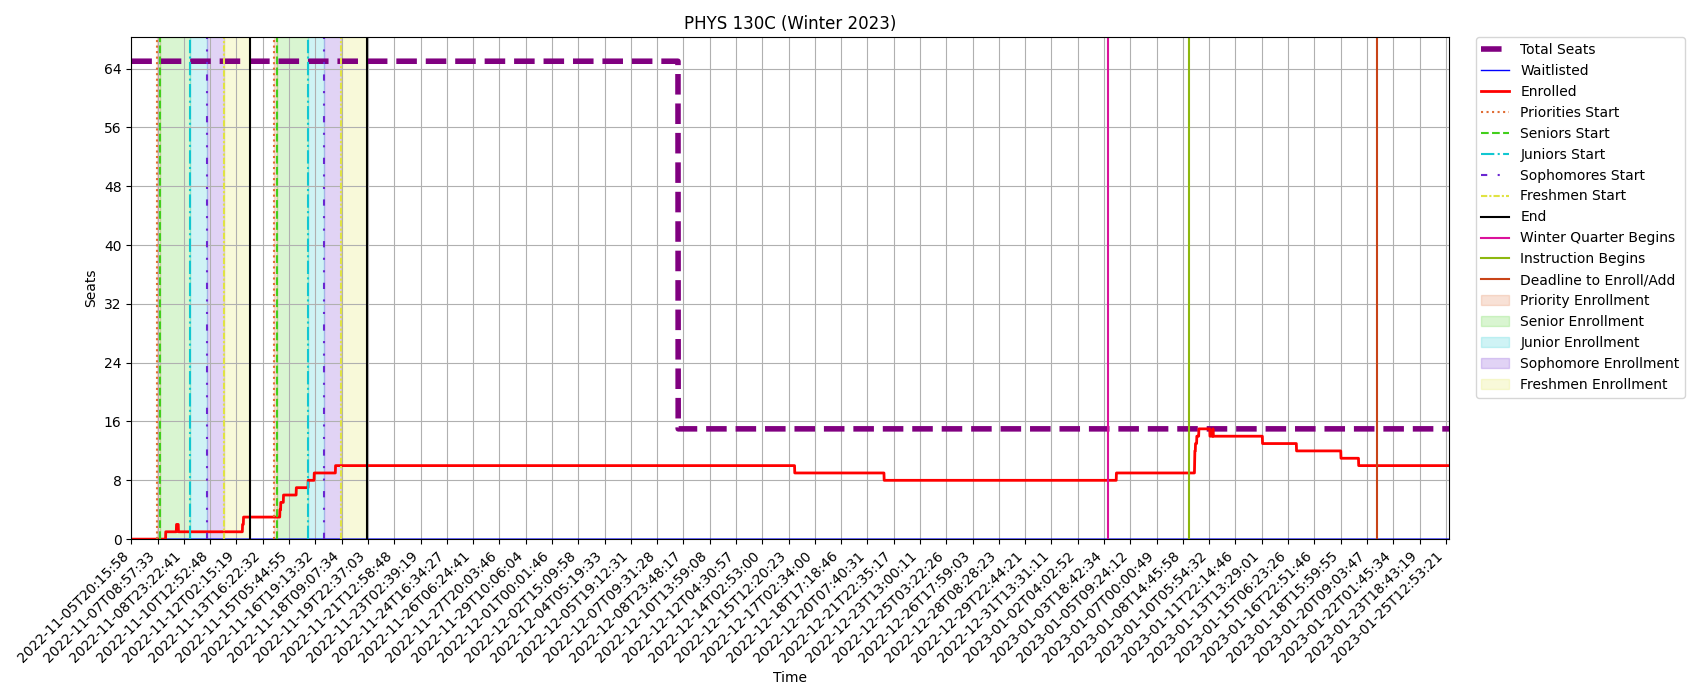 PHYS 130C (Winter 2023)
Seats
64
56
48
40
32
24
16
8
0
2022-11-05T20:15:58
2022-11-07T08:57:33
2022-11-08T23:22:41
2022-11-10T12:52:48
2022-11-12T02:15:19
2022-11-13T16:22:32
2022-11-15T05:44:55
2022-11-16T19:13:32
2022-11-18T09:07:34
2022-11-19T22:37:03
2022-11-21T12:58:48
2022-11-23T02:39:19
2022-11-24T16:34:27
2022-11-26T06:24:41
2022-11-27T20:03:46
2022-11-29T10:06:04
2022-12-01T00:01:46
2022-12-02T15:09:58
2022-12-04T05:19:33
2022-12-05T19:12:31
2022-12-07T09:31:28
2022-12-08T23:48:17
2022-12-10T13:59:08
2022-12-12T04:30:57
2022-12-14T02:53:00
2022-12-15T12:20:23
2022-12-17T02:34:00
2022-12-18T17:18:46
2022-12-20T07:40:31
2022-12-21T22:35:17
2022-12-23T13:00:11
2022-12-25T03:22:26
2022-12-26T17:59:03
2022-12-28T08:28:23
2022-12-29T22:44:21
2022-12-31T13:31:11
2023-01-02T04:02:52
2023-01-03T18:42:34
2023-01-05T09:24:12
2023-01-07T00:00:49
2023-01-08T14:45:58
2023-01-10T05:54:32
2023-01-11T22:14:46
2023-01-13T13:29:01
2023-01-15T06:23:26
2023-01-16T22:51:46
2023-01-18T15:59:55
2023-01-20T09:03:47
2023-01-22T01:45:34
2023-01-23T18:43:19
2023-01-25T12:53:21
Time
Total Seats
Waitlisted
Enrolled
Priorities Start
Seniors Start
Juniors Start
Sophomores Start
Freshmen Start
End
Winter Quarter Begins
Instruction Begins
Deadline to Enroll/Add
Priority Enrollment
Senior Enrollment
Junior Enrollment
Sophomore Enrollment
Freshmen Enrollment